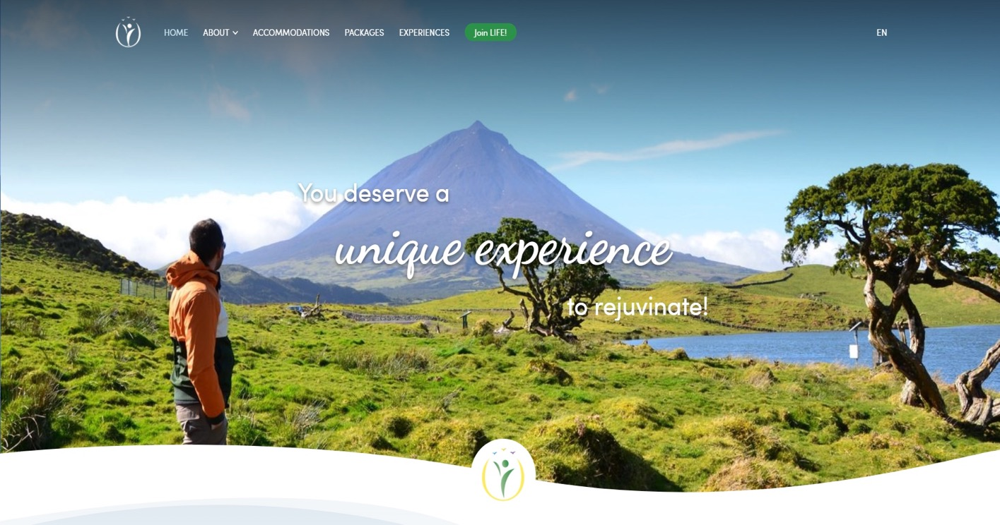 HOME ABOUT ACCOMMODATIONS PACKAGES EXPERIENCES Join LIFE! EN
You deserve a
unique experience
to rejuvinate!